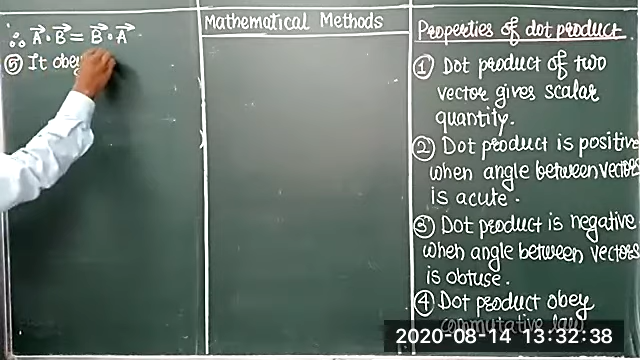 ∴ A⃗ • B⃗ = B⃗ • A⃗
⑤ It obey
Mathematical Methods
Properties of dot product
① Dot product of two
vector gives scalar
quantity.
② Dot product is positive
when angle between vectors
is acute.
③ Dot product is negative
when angle between vectors
is obtuse.
④ Dot product obey
commutative law
2020-08-14 13:32:38